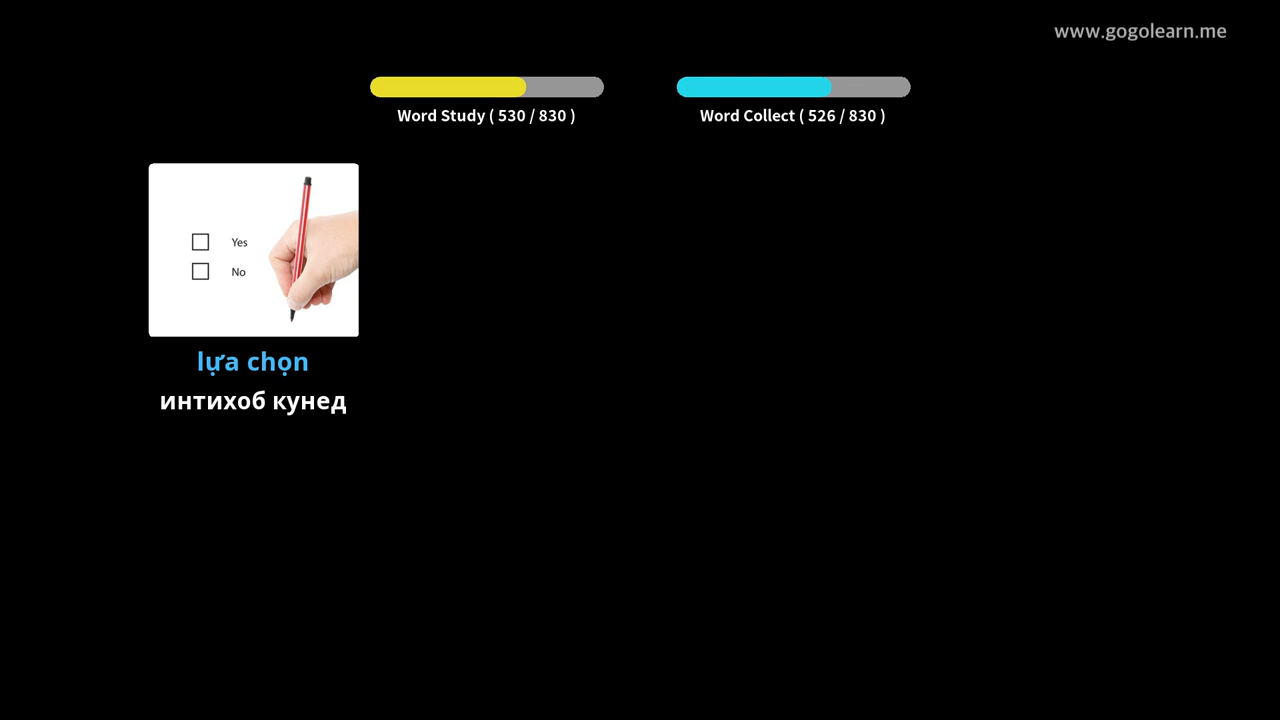 www.gogolearn.me
Word Study ( 530 / 830 )
Word Collect ( 526 / 830 )
Yes
No
lựa chọn
интихоб кунед